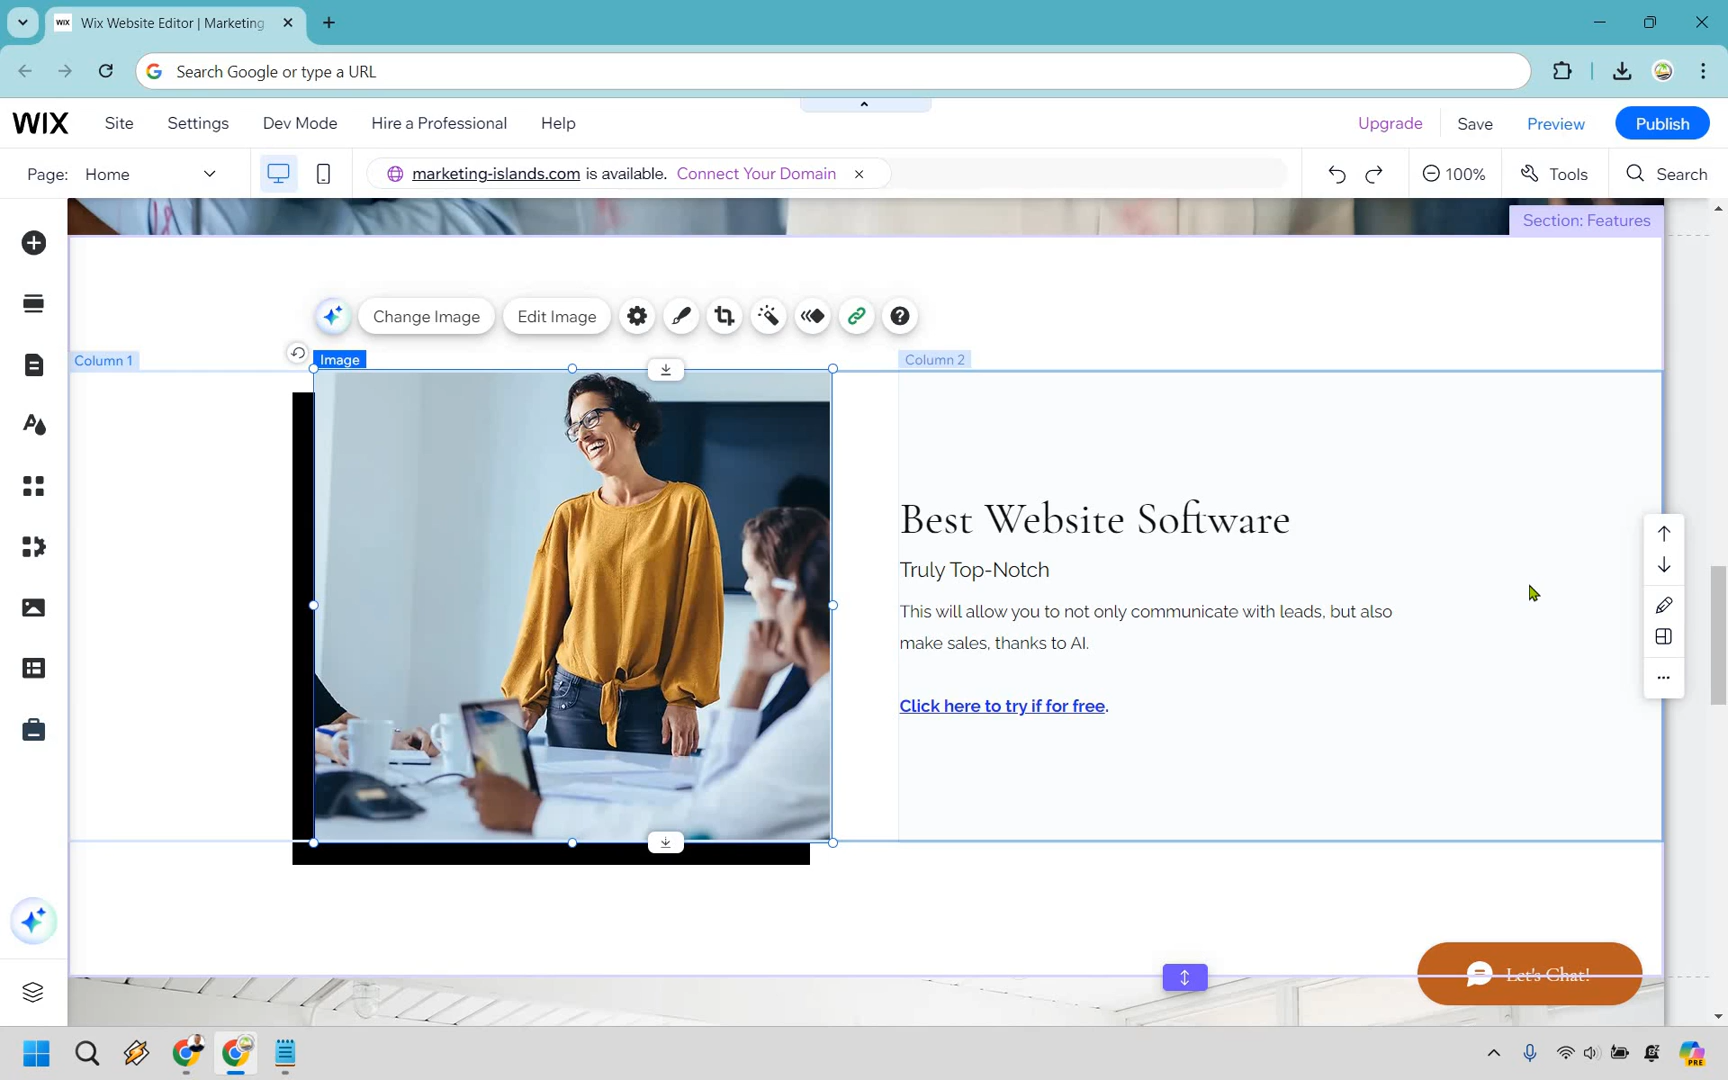 WIX Wix Website Editor | Marketing
Search Google or type a URL
WIX Site Settings Dev Mode Hire a Professional Help Upgrade Save Preview Publish
Page: Home marketing-islands.com is available. Connect Your Domain 100% Tools Search
Section: Features
Change Image Edit Image
Column 1 Image Column 2
Best Website Software
Truly Top-Notch
This will allow you to not only communicate with leads, but also
make sales, thanks to AI.
Click here to try if for free.
Let's Chat!
PRE